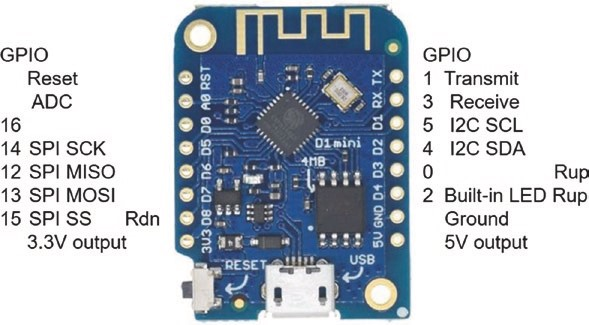 GPIO
Reset
ADC
16
14 SPI SCK
12 SPI MISO
13 SPI MOSI
15 SPI SS Rdn
3.3V output
RST
A0
D0
D5
D6
D7
D8
3V3
D1 mini
4MB
RESET
USB
TX
RX
D1
D2
D3
D4
GND
5V
GPIO
1 Transmit
3 Receive
5 I2C SCL
4 I2C SDA
0 Rup
2 Built-in LED Rup
Ground
5V output